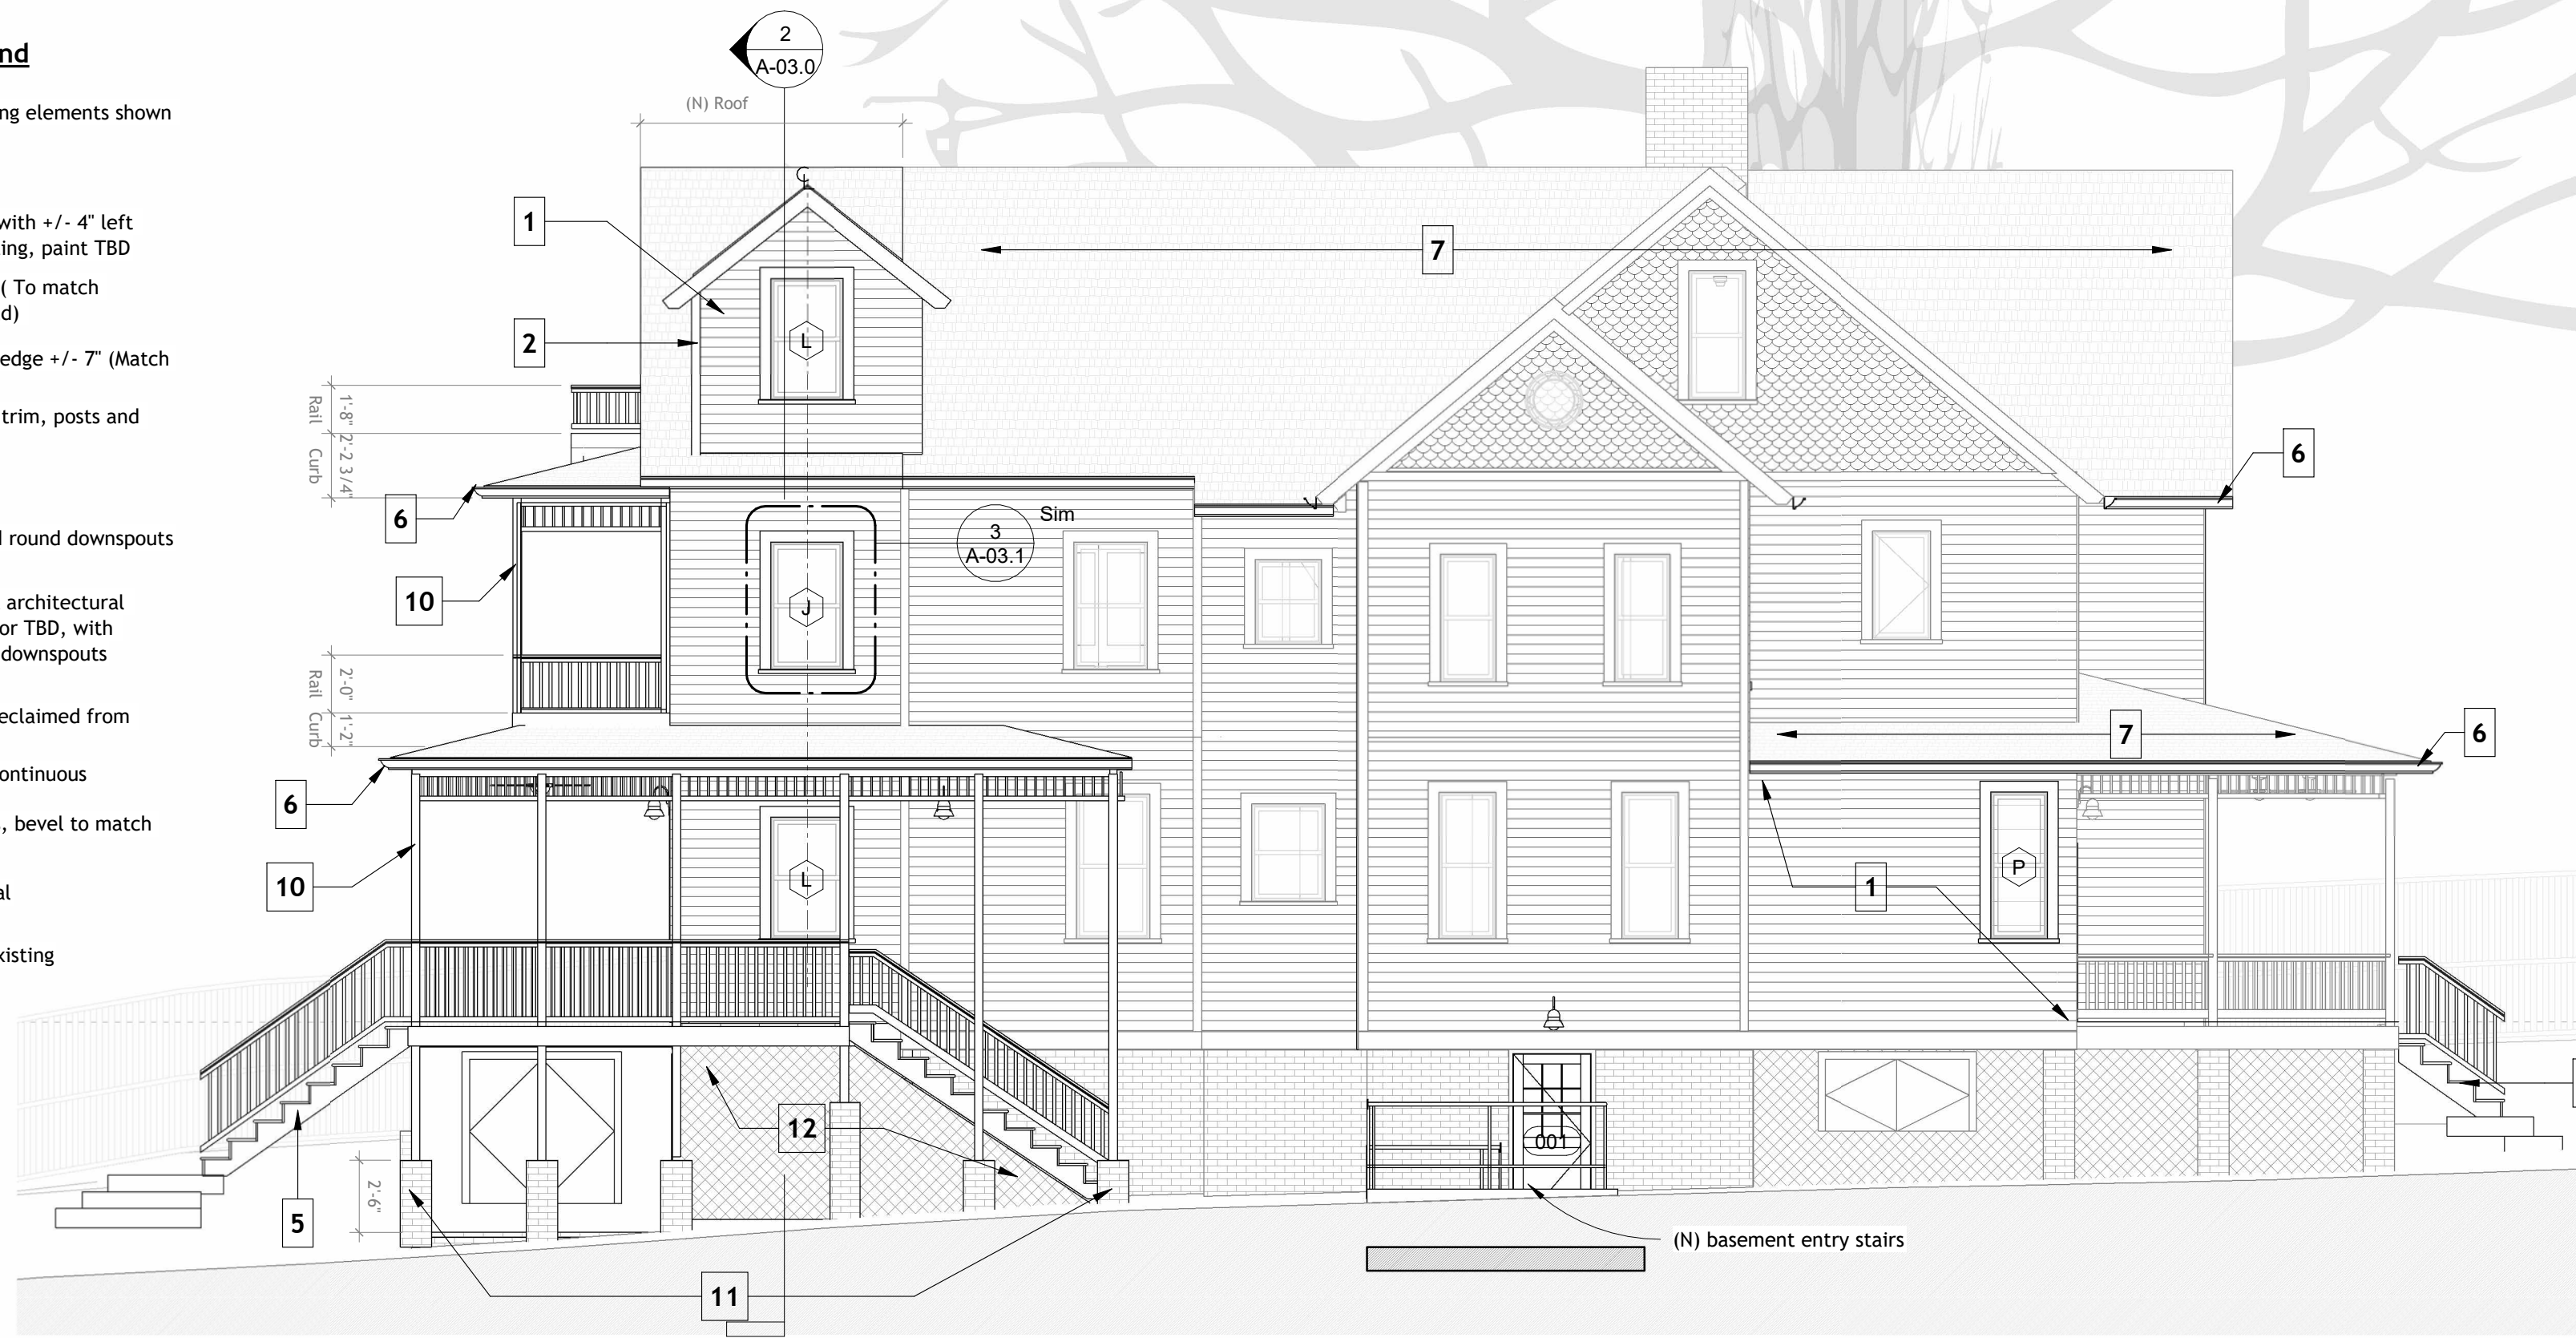 nd
ng elements shown
with +/- 4" left
ing, paint TBD
( To match
d)
edge +/- 7" (Match
trim, posts and
l round downspouts
architectural
or TBD, with
downspouts
eclaimed from
ontinuous
, bevel to match
al
xisting
2
A-03.0
(N) Roof
1
2
7
L
1'-8"
Rail
2'-2 3/4"
Curb
6
6
3
A-03.1
Sim
10
J
2'-0"
Rail
1'-2"
Curb
6
7
6
10
L
1
P
12
001
5
2'-6"
11
(N) basement entry stairs